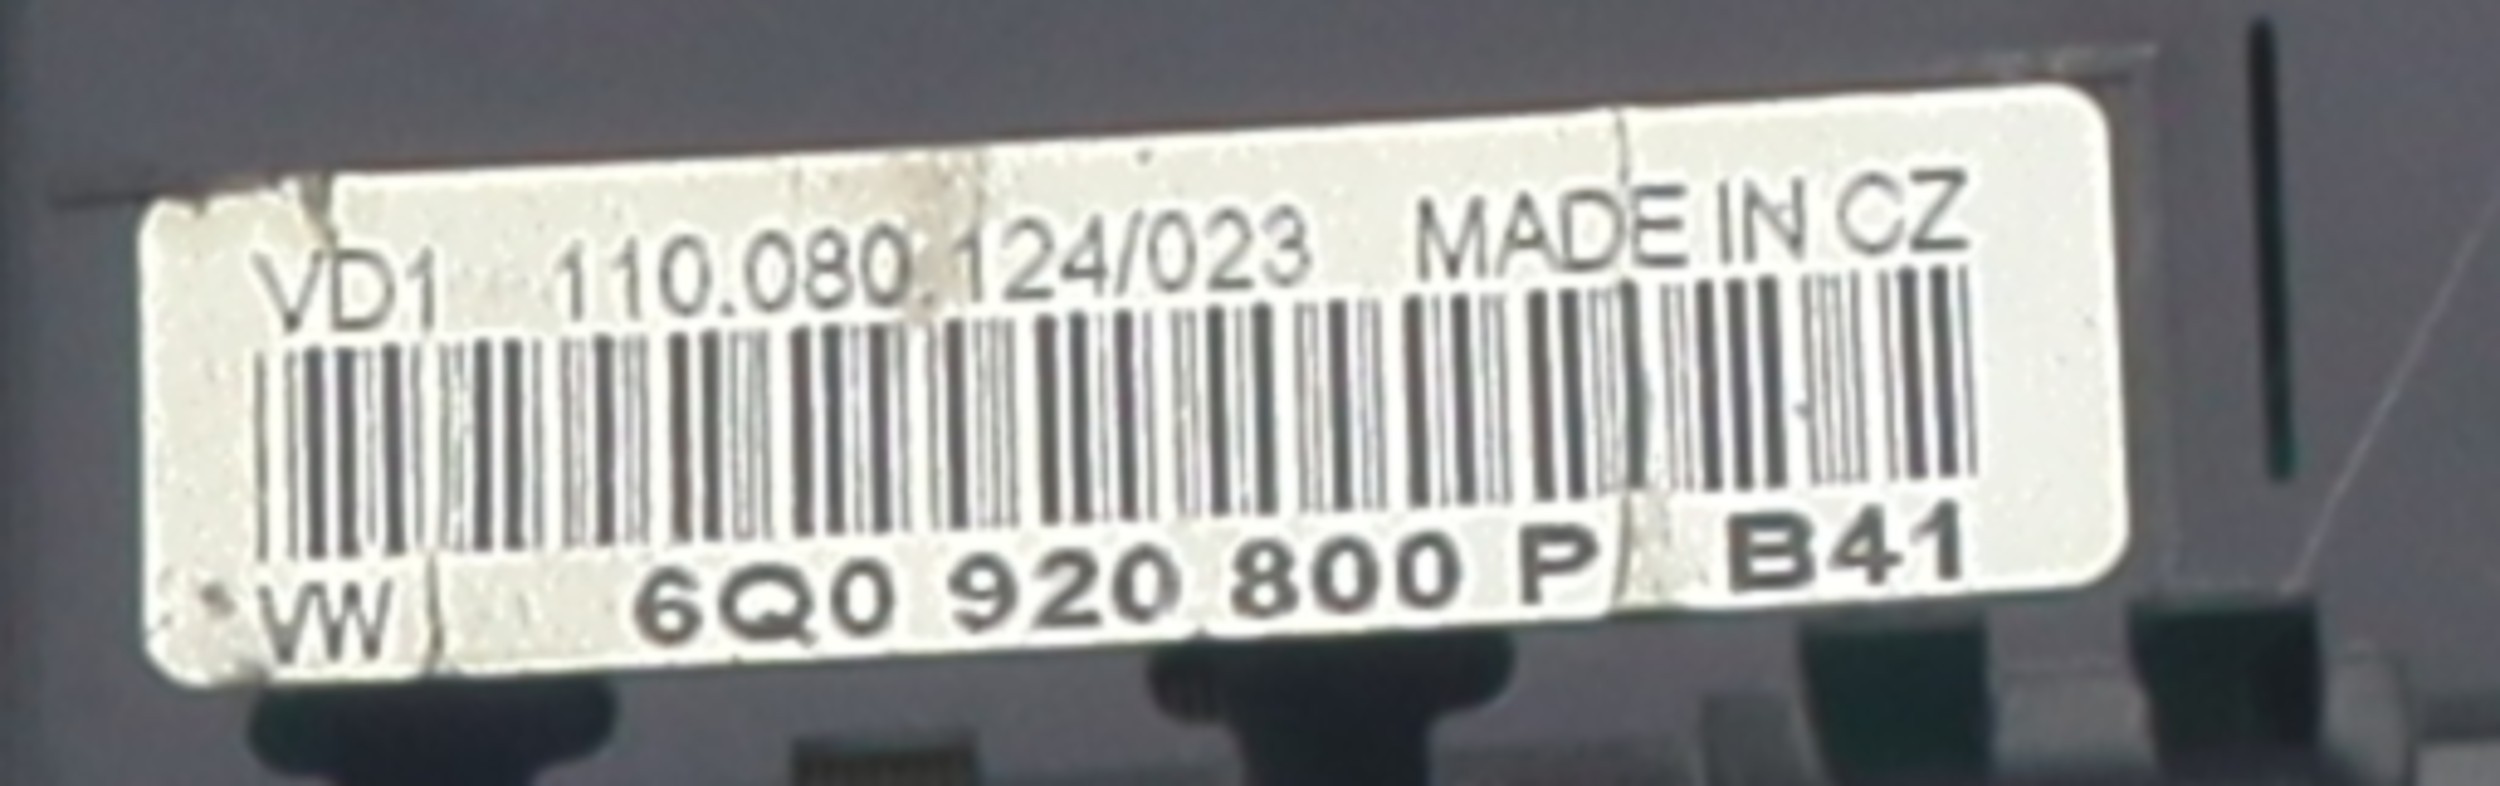 VD1 110.080.124/023 MADE IN CZ
VW 6Q0 920 800 P B41